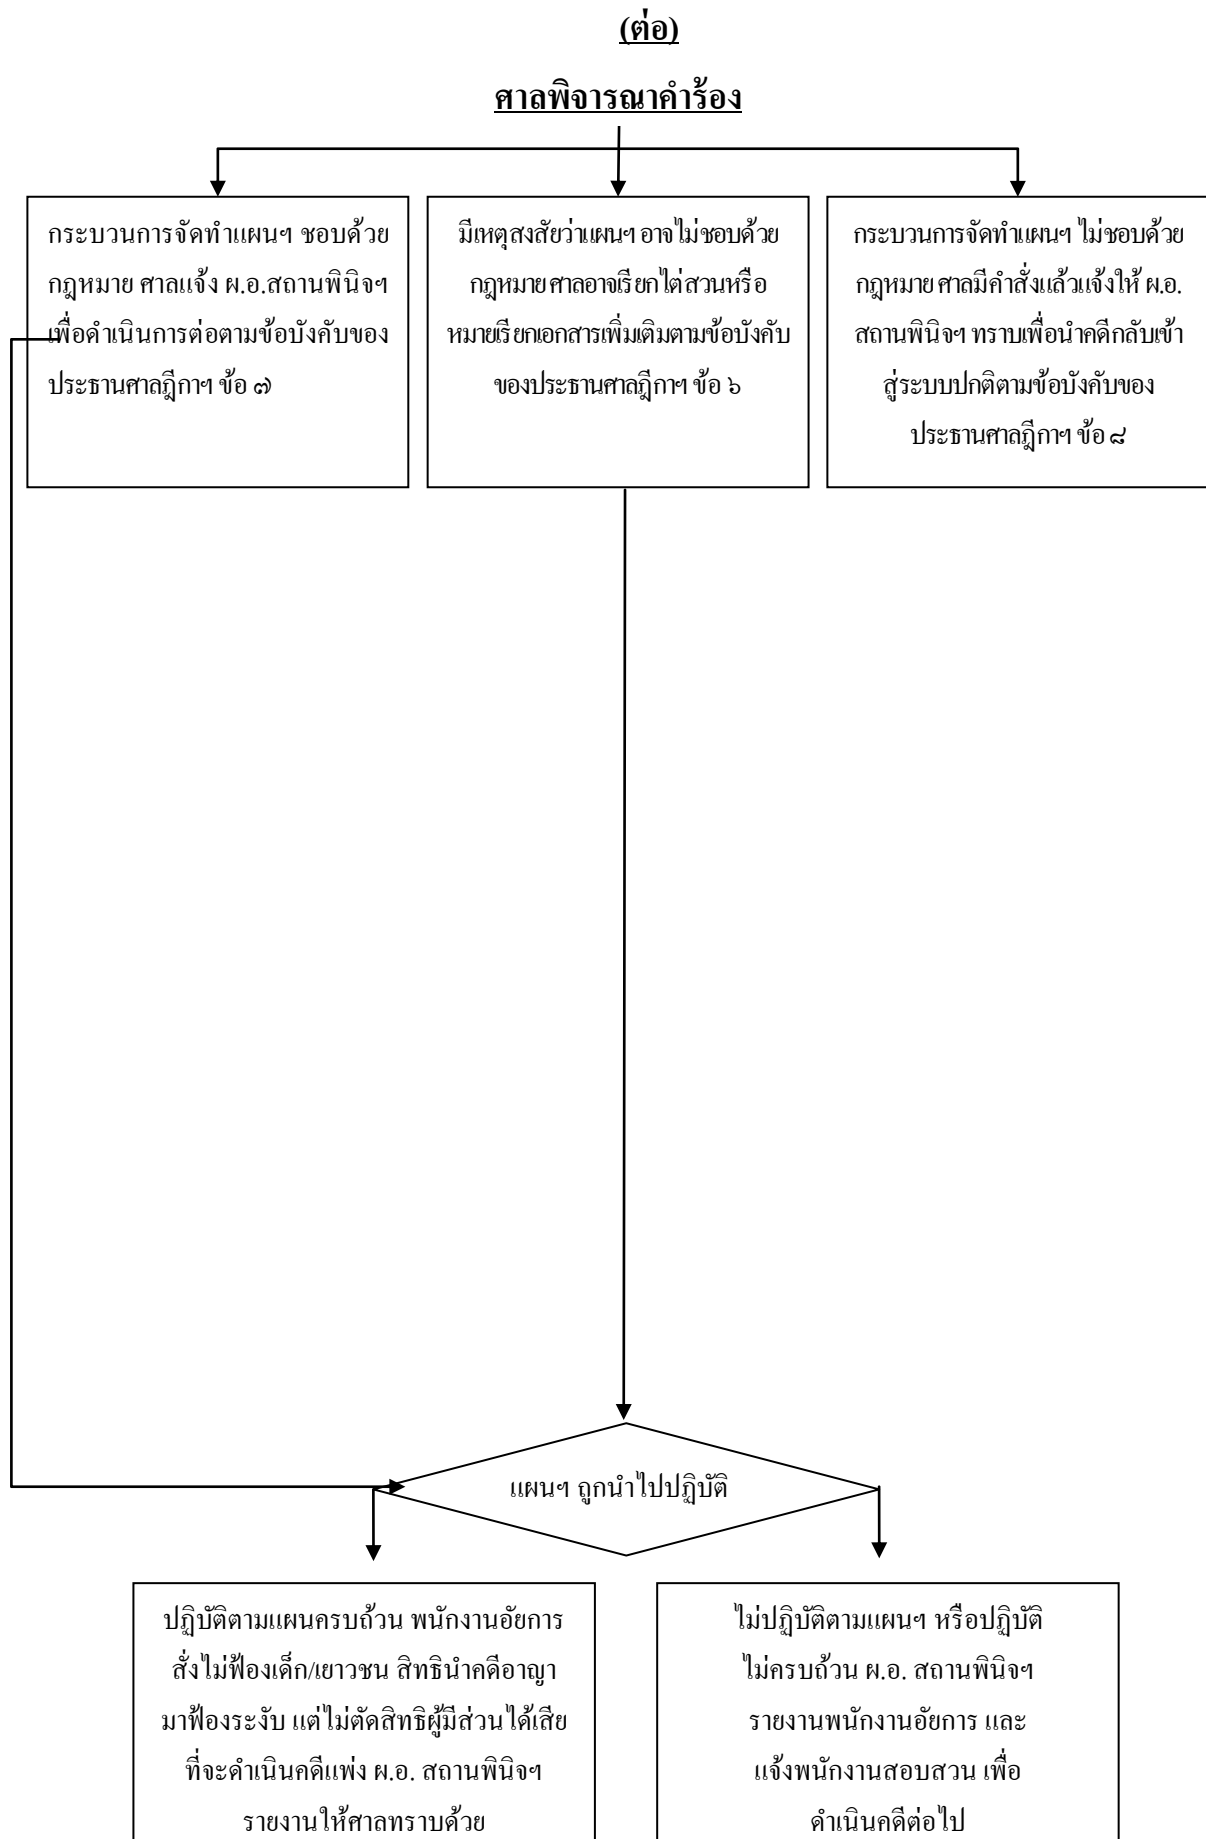 (ต่อ)
ศาลพิจารณาคำร้อง
กระบวนการจัดทำแผนฯ ชอบด้วย
กฎหมาย ศาลแจ้ง ผ.อ.สถานพินิจฯ
เพื่อดำเนินการต่อตามข้อบังคับของ
ประธานศาลฎีกาฯ ข้อ ๗
มีเหตุสงสัยว่าแผนฯ อาจไม่ชอบด้วย
กฎหมาย ศาลอาจเรียกไต่สวนหรือ
หมายเรียกเอกสารเพิ่มเติมตามข้อบังคับ
ของประธานศาลฎีกาฯ ข้อ ๖
กระบวนการจัดทำแผนฯ ไม่ชอบด้วย
กฎหมาย ศาลมีคำสั่งแล้วแจ้งให้ ผ.อ.
สถานพินิจฯ ทราบเพื่อนำคดีกลับเข้า
สู่ระบบปกติตามข้อบังคับของ
ประธานศาลฎีกาฯ ข้อ ๘
แผนฯ ถูกนำไปปฏิบัติ
ปฏิบัติตามแผนครบถ้วน พนักงานอัยการ
สั่งไม่ฟ้องเด็ก/เยาวชน สิทธินำคดีอาญา
มาฟ้องระงับ แต่ไม่ตัดสิทธิผู้มีส่วนได้เสีย
ที่จะดำเนินคดีแพ่ง ผ.อ. สถานพินิจฯ
รายงานให้ศาลทราบด้วย
ไม่ปฏิบัติตามแผนฯ หรือปฏิบัติ
ไม่ครบถ้วน ผ.อ. สถานพินิจฯ
รายงานพนักงานอัยการ และ
แจ้งพนักงานสอบสวน เพื่อ
ดำเนินคดีต่อไป